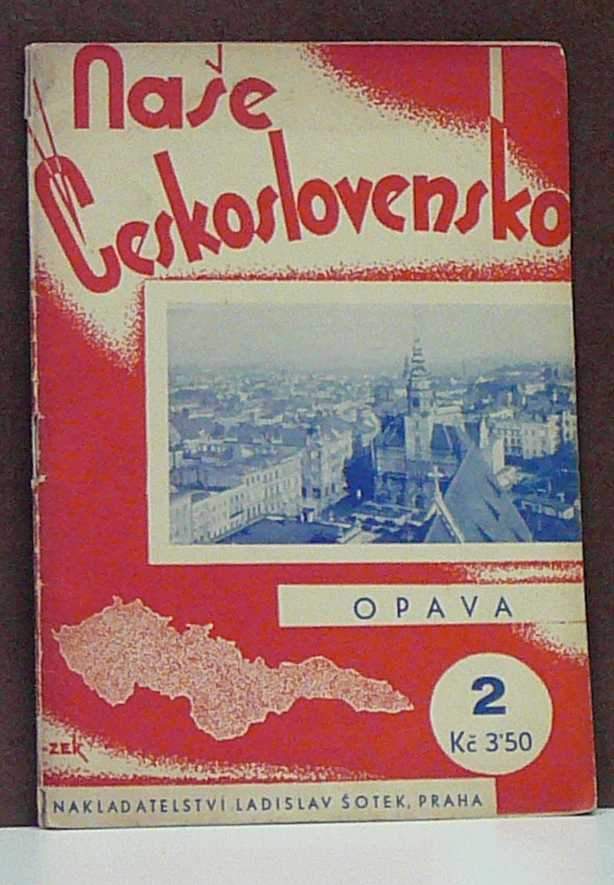 Naše
Československo
OPAVA
2
Kč 3'50
ZEK
NAKLADATELSTVÍ LADISLAV ŠOTEK, PRAHA